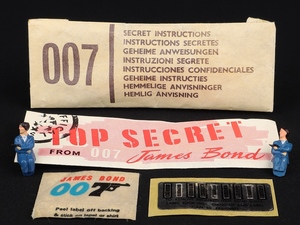 007
SECRET INSTRUCTIONS
INSTRUCTIONS SECRETES
GEHEIME ANWEISUNGEN
INSTRUZIONI SEGRETE
INSTRUCCIONES CONFIDENCIALES
GEHEIME INSTRUCTIES
HEMMELIGE ANVISNINGER
HEMLIG ANVISNING
TOP SECRET
FROM 007 James Bond
JAMES BOND
007
Peel label off backing
& stick on lapel or shirt